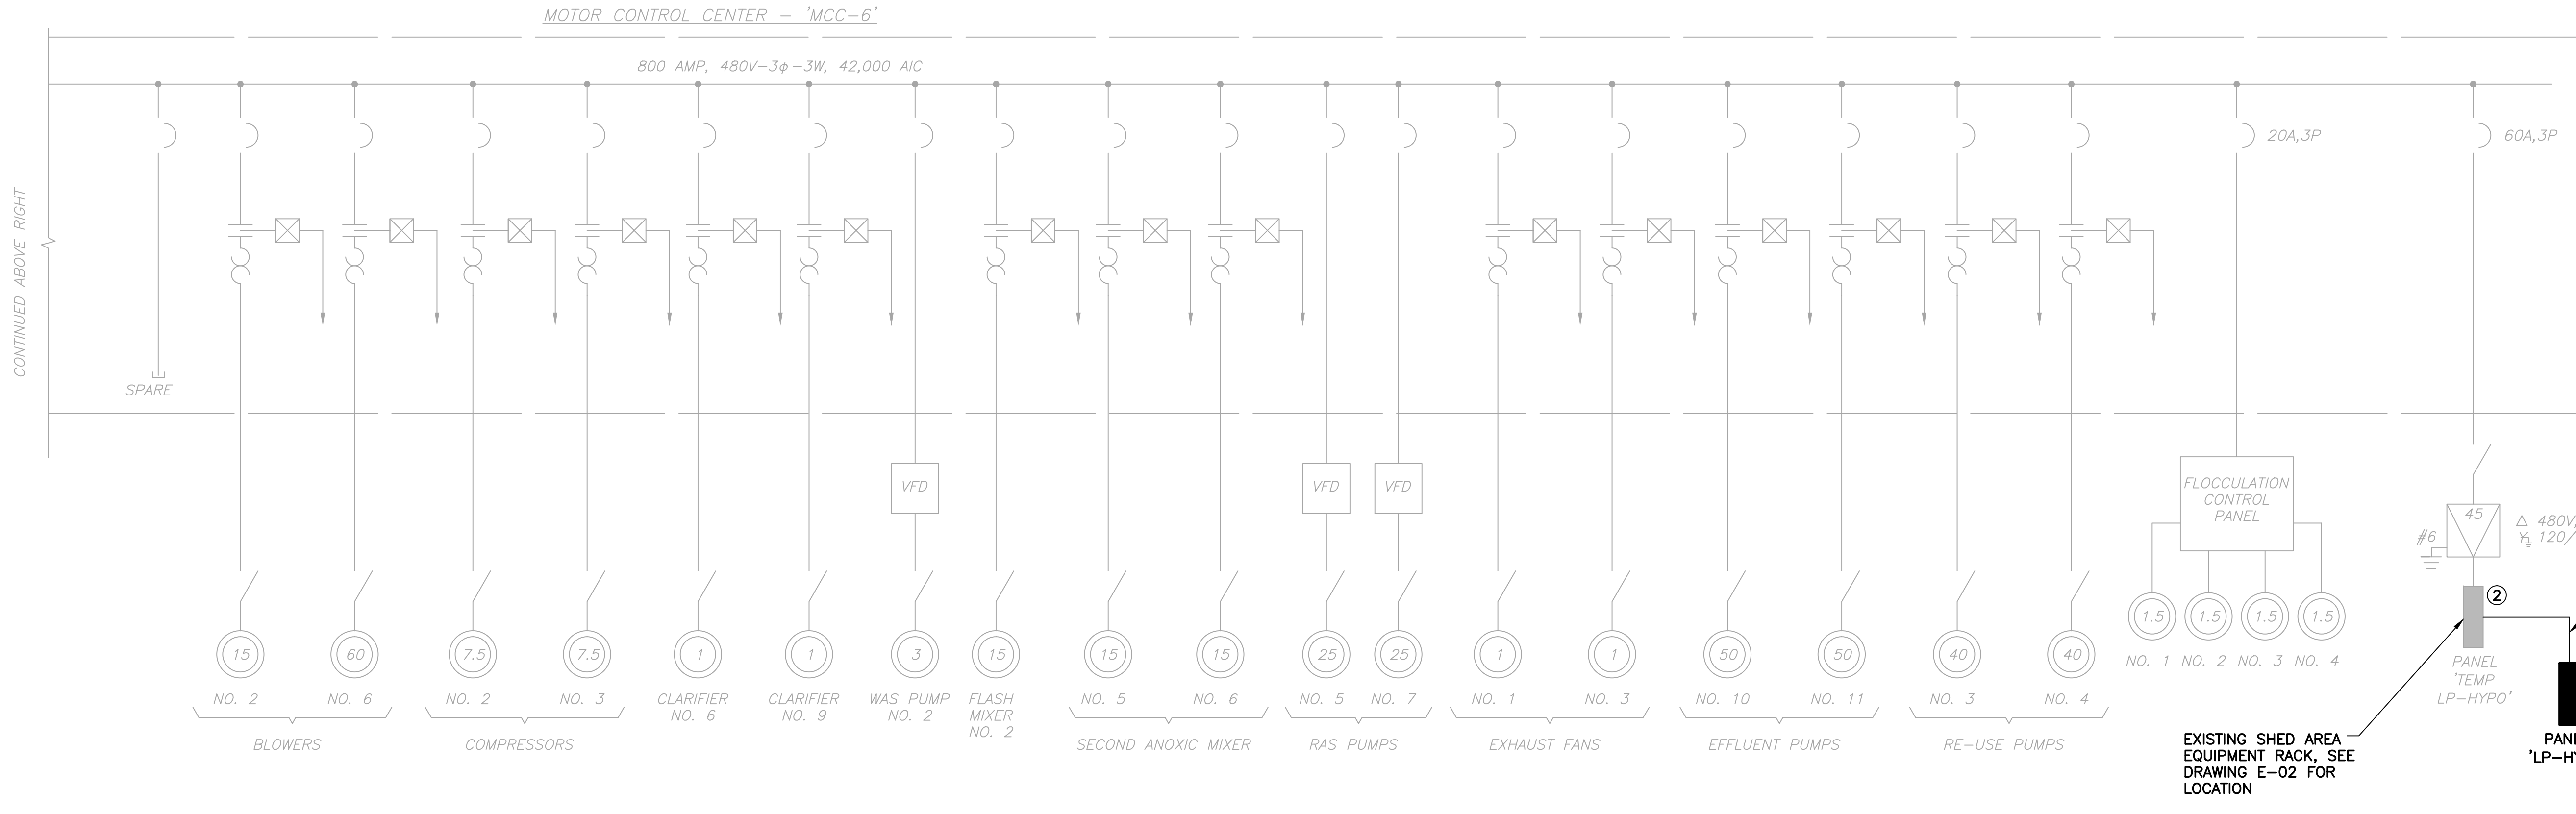 MOTOR CONTROL CENTER - 'MCC-6'
800 AMP, 480V-3ϕ-3W, 42,000 AIC
CONTINUED ABOVE RIGHT
20A,3P
60A,3P
SPARE
VFD
VFD
VFD
FLOCCULATION
CONTROL
PANEL
45
#6
480V,
120/
15
60
7.5
7.5
1
1
3
15
15
15
25
25
1
1
50
50
40
40
1.5
1.5
1.5
1.5
2
NO. 1
NO. 2
NO. 3
NO. 4
NO. 2
NO. 6
NO. 2
NO. 3
CLARIFIER
NO. 6
CLARIFIER
NO. 9
WAS PUMP
NO. 2
FLASH
MIXER
NO. 2
NO. 5
NO. 6
NO. 5
NO. 7
NO. 1
NO. 3
NO. 10
NO. 11
NO. 3
NO. 4
BLOWERS
COMPRESSORS
SECOND ANOXIC MIXER
RAS PUMPS
EXHAUST FANS
EFFLUENT PUMPS
RE-USE PUMPS
PANEL
'TEMP
LP-HYPO'
EXISTING SHED AREA
EQUIPMENT RACK, SEE
DRAWING E-02 FOR
LOCATION